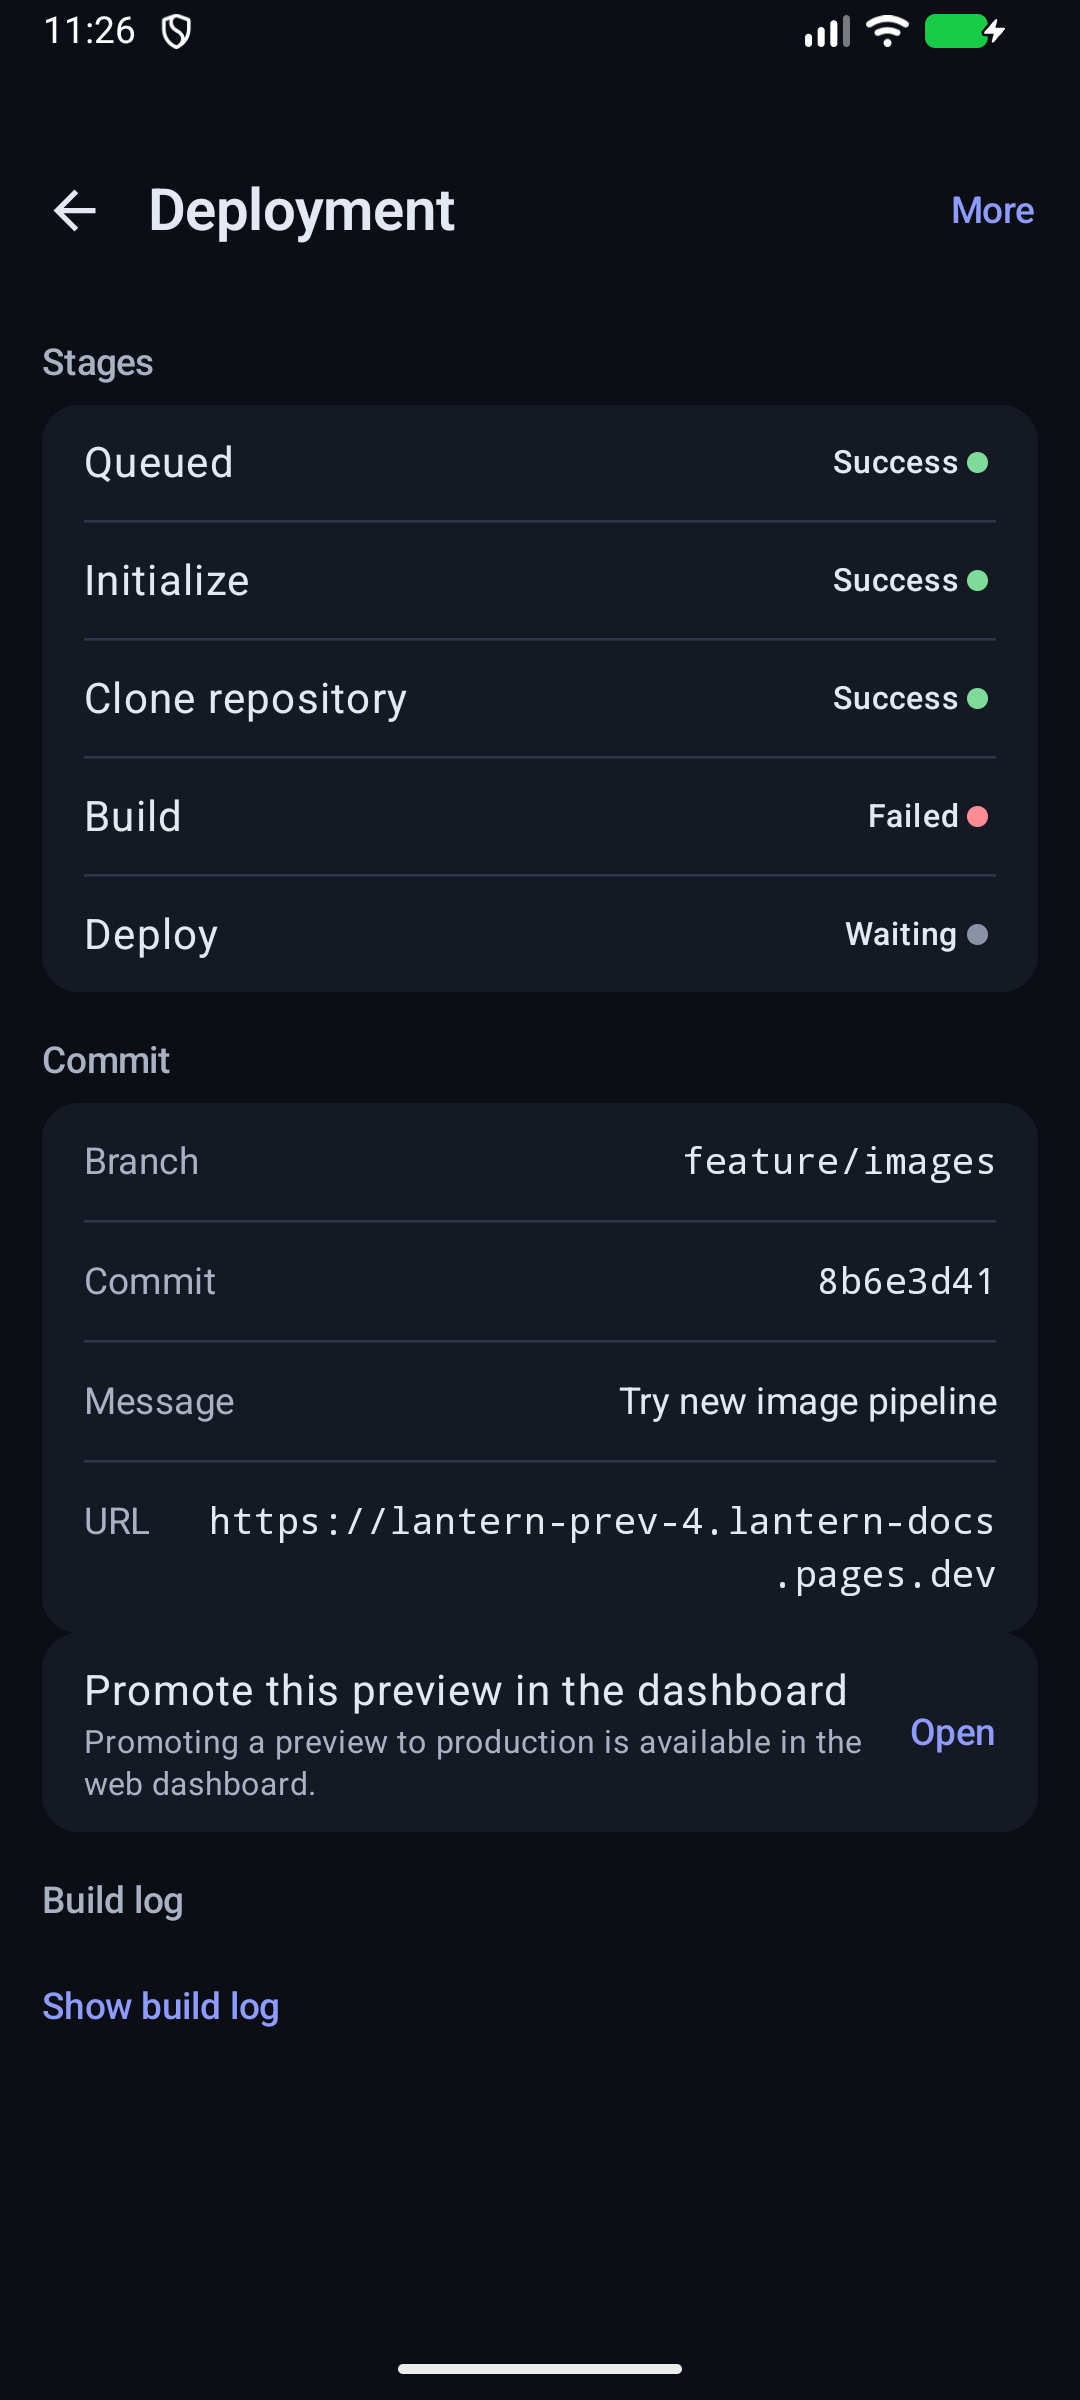 11:26
Deployment
More
Stages
Queued
Success
Initialize
Success
Clone repository
Success
Build
Failed
Deploy
Waiting
Commit
Branch
feature/images
Commit
8b6e3d41
Message
Try new image pipeline
URL
https://lantern-prev-4.lantern-docs
.pages.dev
Promote this preview in the dashboard
Promoting a preview to production is available in the
web dashboard.
Open
Build log
Show build log